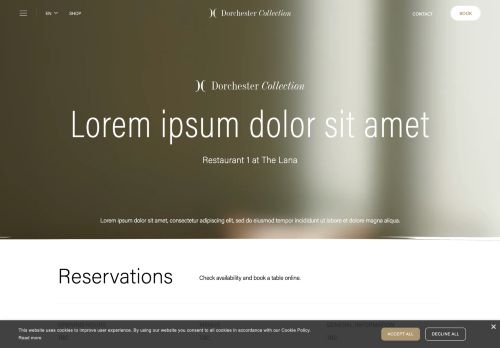 EN SHOP Dorchester Collection CONTACT BOOK
Dorchester Collection
Lorem ipsum dolor sit amet
Restaurant 1 at The Lana
Lorem ipsum dolor sit amet, consectetur adipiscing elit, sed do eiusmod tempor incididunt ut labore et dolore magna aliqua.
Reservations
Check availability and book a table online.
This website uses cookies to improve user experience. By using our website you consent to all cookies in accordance with our Cookie Policy.
Read more
ACCEPT ALL
DECLINE ALL